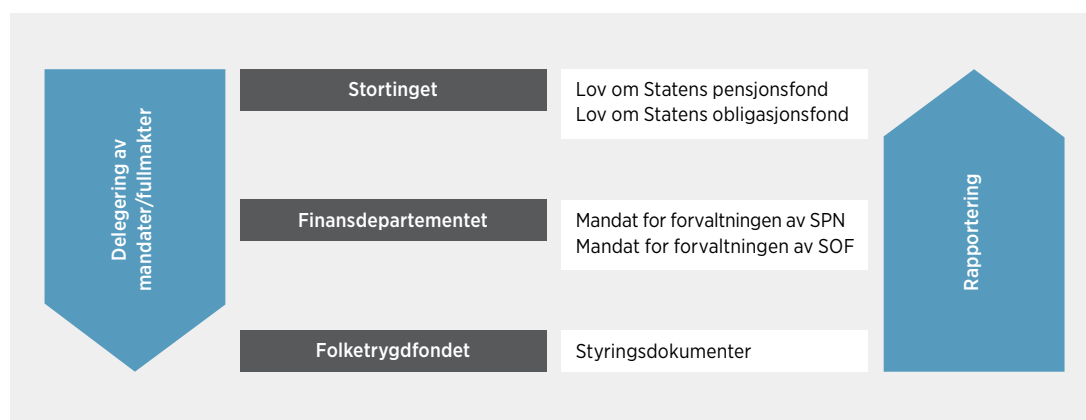 Delegering av
mandater/fullmakter
Stortinget
Lov om Statens pensjonsfond
Lov om Statens obligasjonsfond
Finansdepartementet
Mandat for forvaltningen av SPN
Mandat for forvaltningen av SOF
Folketrygdfondet
Styringsdokumenter
Rapportering